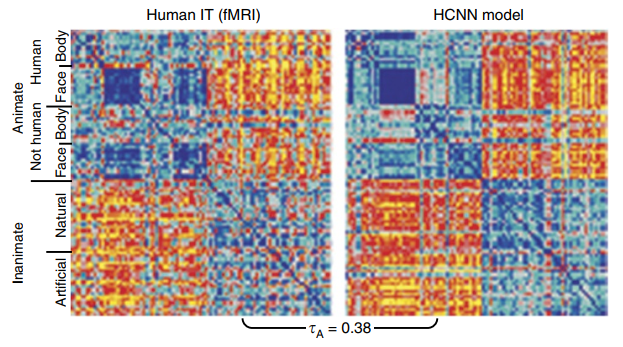 Human IT (fMRI)
HCNN model
Animate
Human
Body
Face
Not human
Body
Face
Inanimate
Natural
Artificial
τA = 0.38